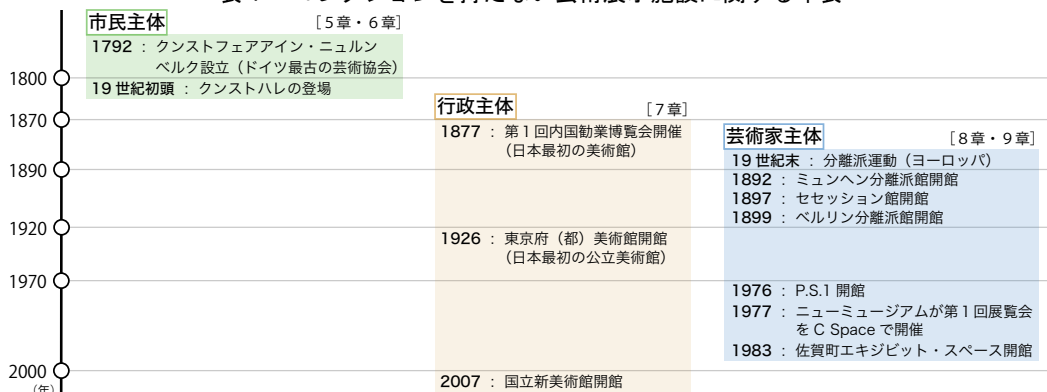 市民主体 [5章・6章]
1792 : クンストフェアアイン・ニュルン
ベルク設立(ドイツ最古の芸術協会)
19世紀初頭 : クンストハレの登場
行政主体 [7章]
1877 : 第1回内国勧業博覧会開催
(日本最初の美術館)
1926 : 東京府(都)美術館開館
(日本最初の公立美術館)
2007 : 国立新美術館開館
芸術家主体 [8章・9章]
19世紀末 : 分離派運動(ヨーロッパ)
1892 : ミュンヘン分離派館開館
1897 : セセッション館開館
1899 : ベルリン分離派館開館
1976 : P.S.1 開館
1977 : ニューミュージアムが第1回展覧会
を C Space で開催
1983 : 佐賀町エキジビット・スペース開館
1800
1870
1890
1920
1970
2000
(年)